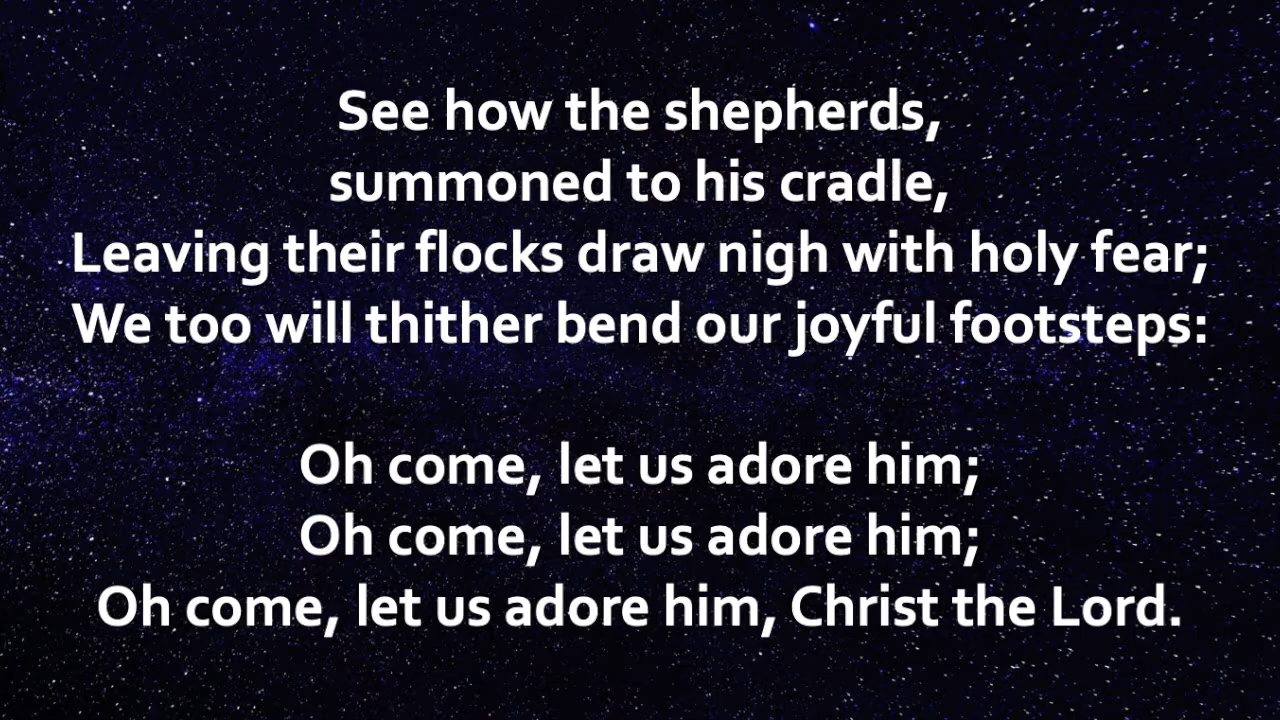 See how the shepherds,
summoned to his cradle,
Leaving their flocks draw nigh with holy fear;
We too will thither bend our joyful footsteps:
Oh come, let us adore him;
Oh come, let us adore him;
Oh come, let us adore him, Christ the Lord.